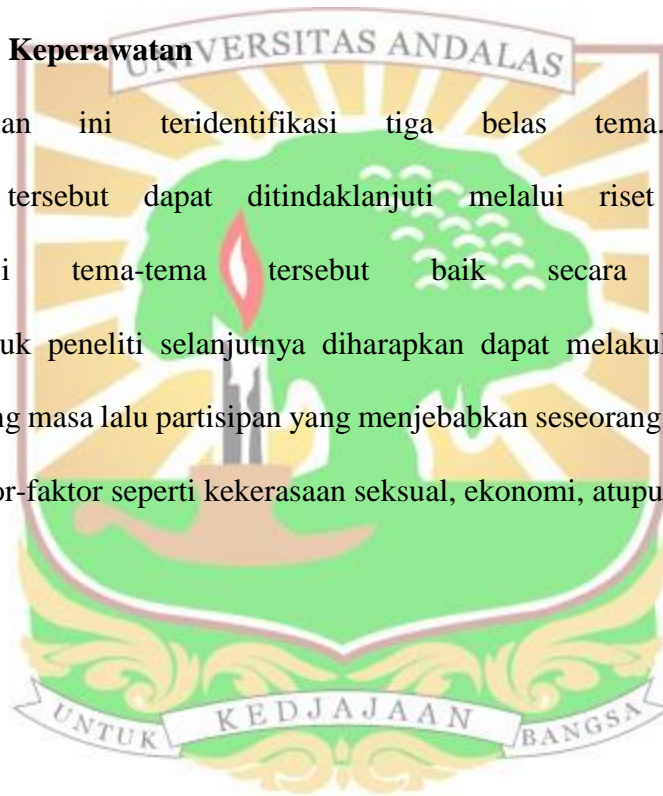 Keperawatan
UNIVERSITAS ANDALAS
an ini teridentifikasi tiga belas tema.
tersebut dapat ditindaklanjuti melalui riset
i tema-tema tersebut baik secara
uk peneliti selanjutnya diharapkan dapat melakuk
ng masa lalu partisipan yang menjebabkan seseorang
or-faktor seperti kekerasaan seksual, ekonomi, atupu
UNTUK KEDJAJAAN BANGSA